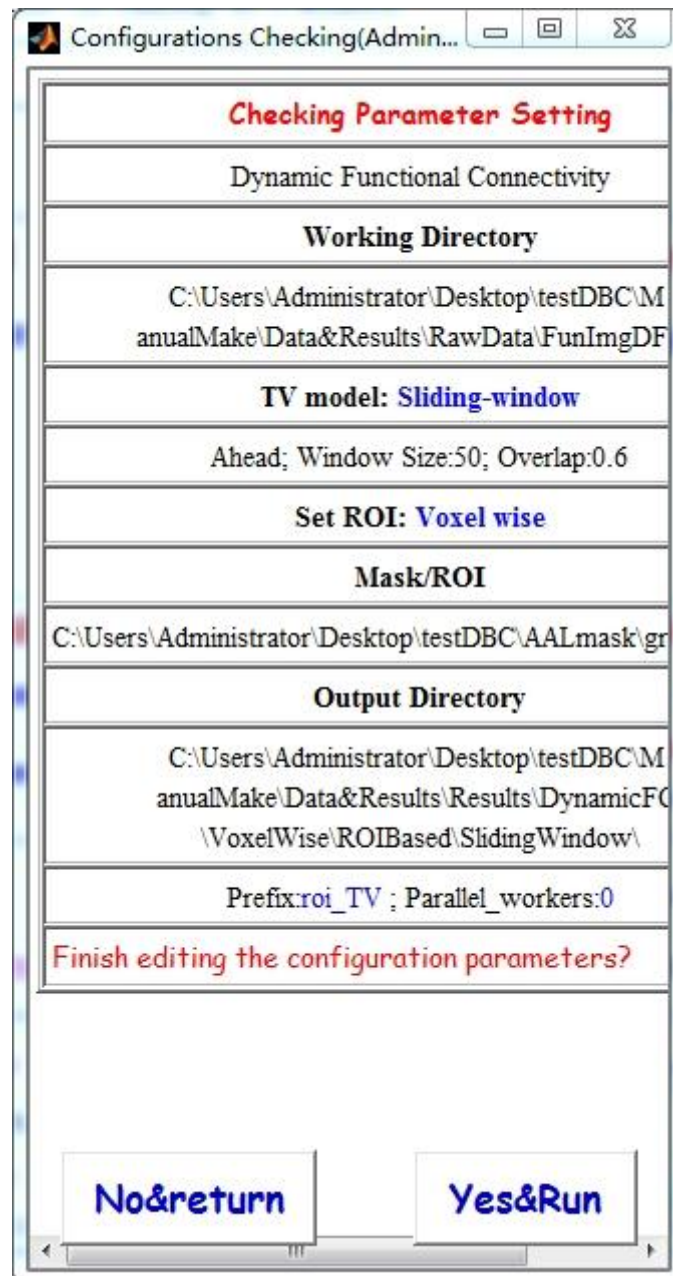 Configurations Checking(Admin...
Checking Parameter Setting
Dynamic Functional Connectivity
Working Directory
C:\Users\Administrator\Desktop\testDBC\M
anualMake\Data&Results\RawData\FunImgDF
TV model: Sliding-window
Ahead; Window Size:50; Overlap:0.6
Set ROI: Voxel wise
Mask/ROI
C:\Users\Administrator\Desktop\testDBC\AALmask\gr
Output Directory
C:\Users\Administrator\Desktop\testDBC\M
anualMake\Data&Results\Results\DynamicFC
\VoxelWise\ROIBased\SlidingWindow\
Prefix:roi_TV ; Parallel_workers:0
Finish editing the configuration parameters?
No&return
Yes&Run